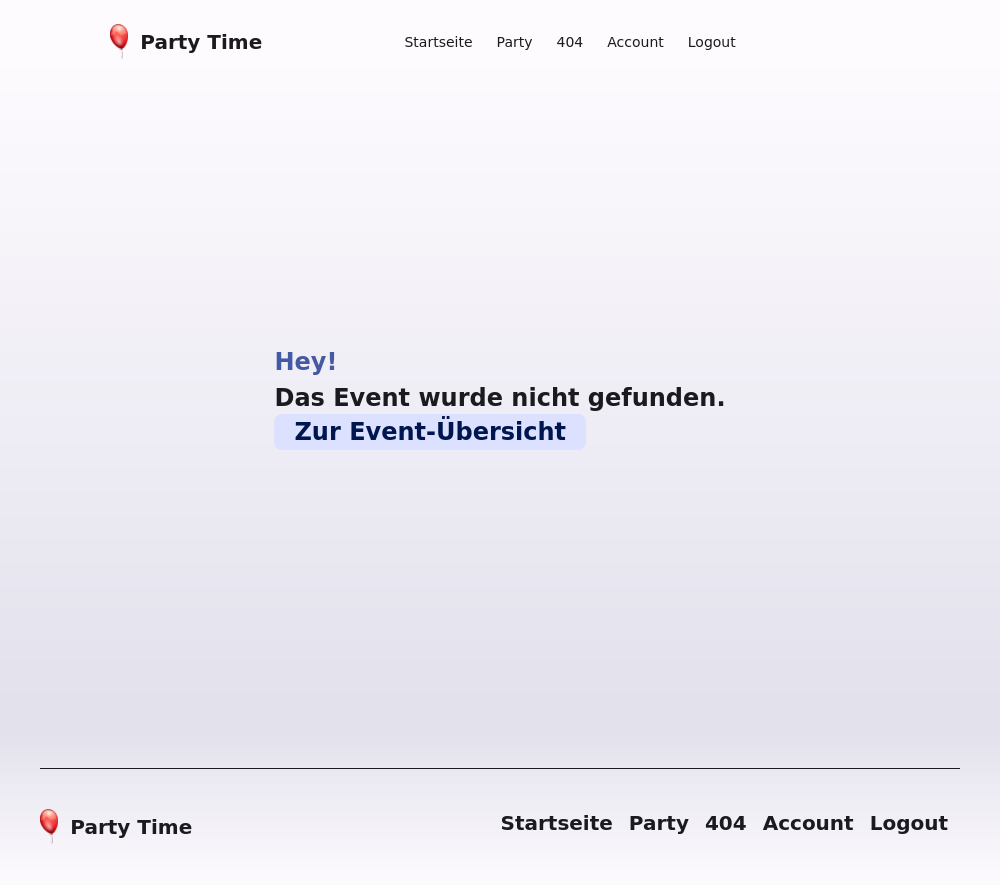 Party Time
Startseite Party 404 Account Logout
Hey!
Das Event wurde nicht gefunden.
Zur Event-Übersicht
Party Time
Startseite Party 404 Account Logout